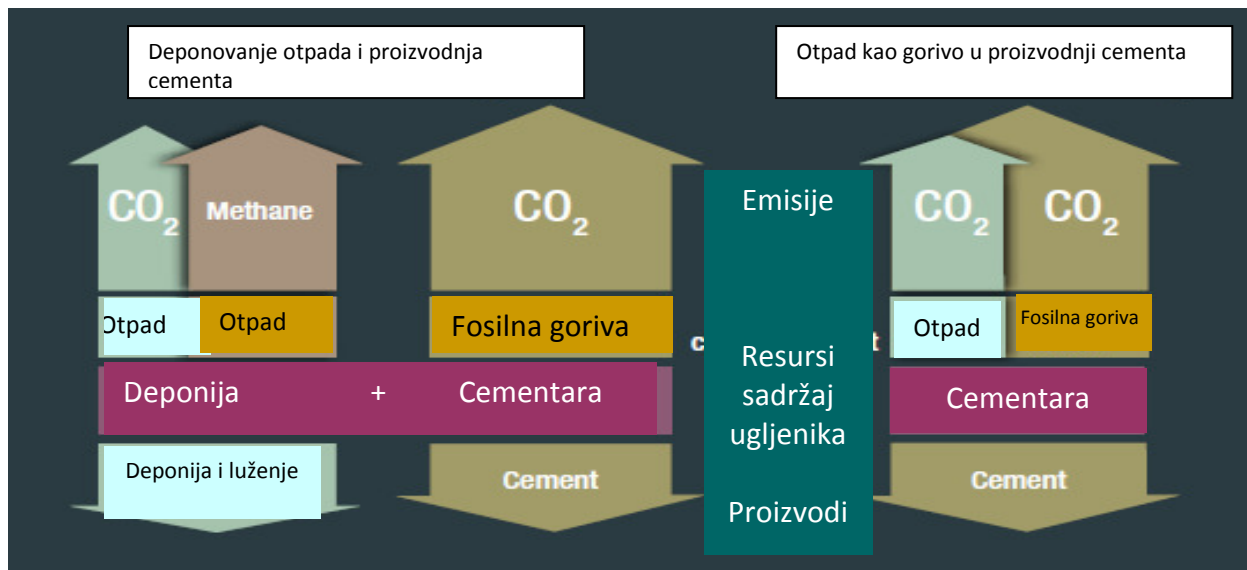 Deponovanje otpada i proizvodnja
cementa
Otpad kao gorivo u proizvodnji cementa
CO2
Methane
CO2
Emisije
CO2
CO2
Otpad
Otpad
Fosilna goriva
Otpad
Fosilna goriva
Resursi
sadržaj
ugljenika
Deponija + Cementara
Cementara
Deponija i luženje
Cement
Proizvodi
Cement